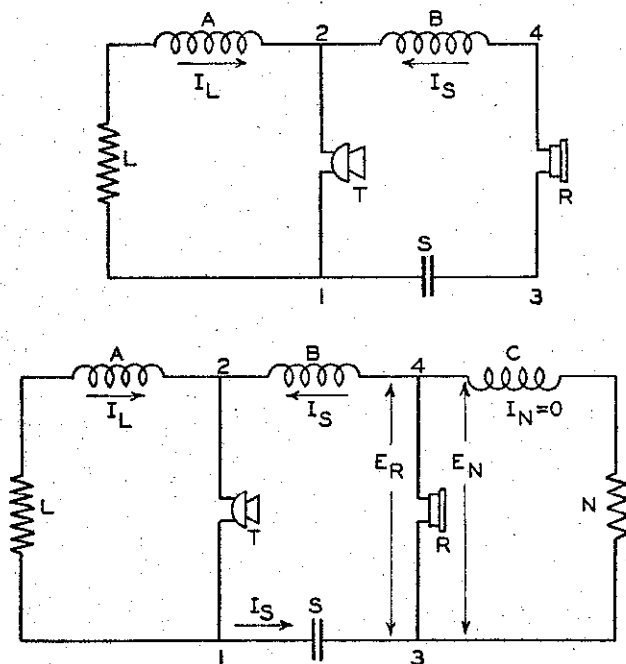 A 2 B 4
I_L I_S
L
T R
S
1 3
A 2 B 4 C
I_L I_S I_N=0
E_R E_N
L T R N
I_S S
1 3